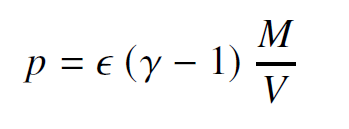 p = ϵ (γ − 1) M/V